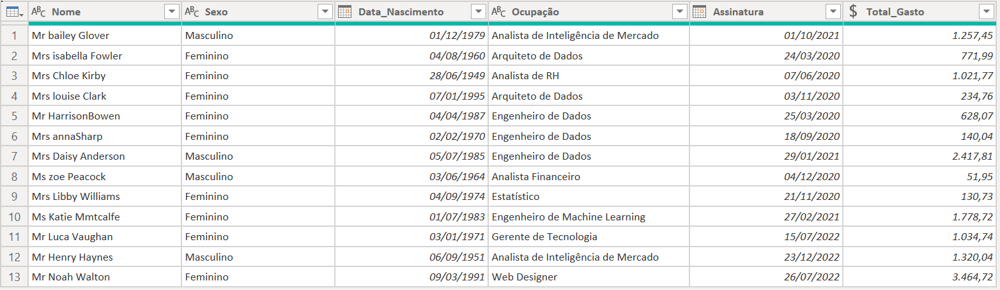 ABC Nome ABC Sexo Data_Nascimento ABC Ocupação Assinatura $ Total_Gasto
1 Mr bailey Glover Masculino 01/12/1979 Analista de Inteligência de Mercado 01/10/2021 1.257,45
2 Mrs isabella Fowler Feminino 04/08/1960 Arquiteto de Dados 24/03/2020 771,99
3 Mrs Chloe Kirby Feminino 28/06/1949 Analista de RH 07/06/2020 1.021,77
4 Mrs louise Clark Feminino 07/01/1995 Arquiteto de Dados 03/11/2020 234,76
5 Mr HarrisonBowen Feminino 04/04/1987 Engenheiro de Dados 25/03/2020 628,07
6 Mrs annaSharp Feminino 02/02/1970 Engenheiro de Dados 18/09/2020 140,04
7 Mrs Daisy Anderson Masculino 05/07/1985 Engenheiro de Dados 29/01/2021 2.417,81
8 Ms zoe Peacock Masculino 03/06/1964 Analista Financeiro 04/12/2020 51,95
9 Mrs Libby Williams Feminino 04/09/1974 Estatístico 21/11/2020 130,73
10 Ms Katie Mmtcalfe Feminino 01/07/1983 Engenheiro de Machine Learning 27/02/2021 1.778,72
11 Mr Luca Vaughan Feminino 03/01/1971 Gerente de Tecnologia 15/07/2022 1.034,74
12 Mr Henry Haynes Masculino 06/09/1951 Analista de Inteligência de Mercado 23/12/2022 1.320,04
13 Mr Noah Walton Feminino 09/03/1991 Web Designer 26/07/2022 3.464,72